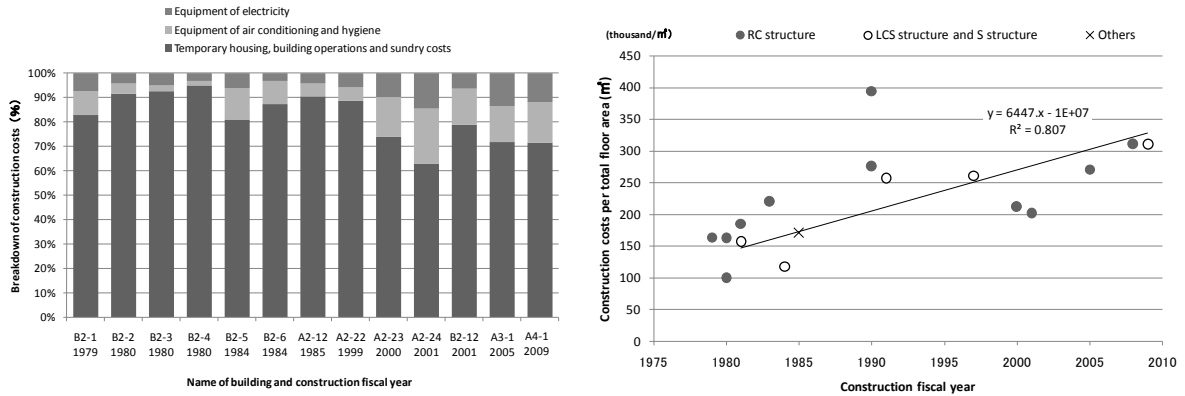 Equipment of electricity
Equipment of air conditioning and hygiene
Temporary housing, building operations and sundry costs
Breakdown of construction costs (%)
100%
90%
80%
70%
60%
50%
40%
30%
20%
10%
0%
B2-1 B2-2 B2-3 B2-4 B2-5 B2-6 A2-12 A2-22 A2-23 A2-24 B2-12 A3-1 A4-1
1979 1980 1980 1980 1984 1984 1985 1999 2000 2001 2001 2005 2009
Name of building and construction fiscal year
(thousand/㎡)
RC structure LCS structure and S structure Others
Construction costs per total floor area (㎡)
450
400
350
300
250
200
150
100
50
0
y = 6447.x - 1E+07
R² = 0.807
1975 1980 1985 1990 1995 2000 2005 2010
Construction fiscal year